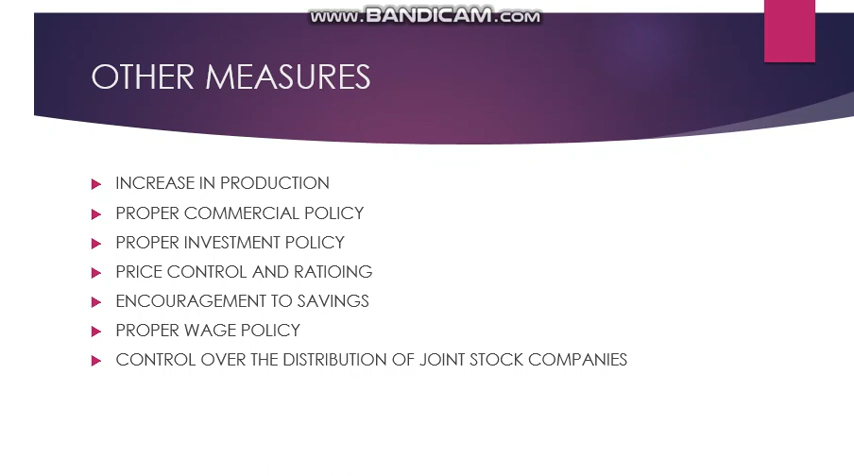 www.BANDICAM.com
OTHER MEASURES
INCREASE IN PRODUCTION
PROPER COMMERCIAL POLICY
PROPER INVESTMENT POLICY
PRICE CONTROL AND RATIOING
ENCOURAGEMENT TO SAVINGS
PROPER WAGE POLICY
CONTROL OVER THE DISTRIBUTION OF JOINT STOCK COMPANIES